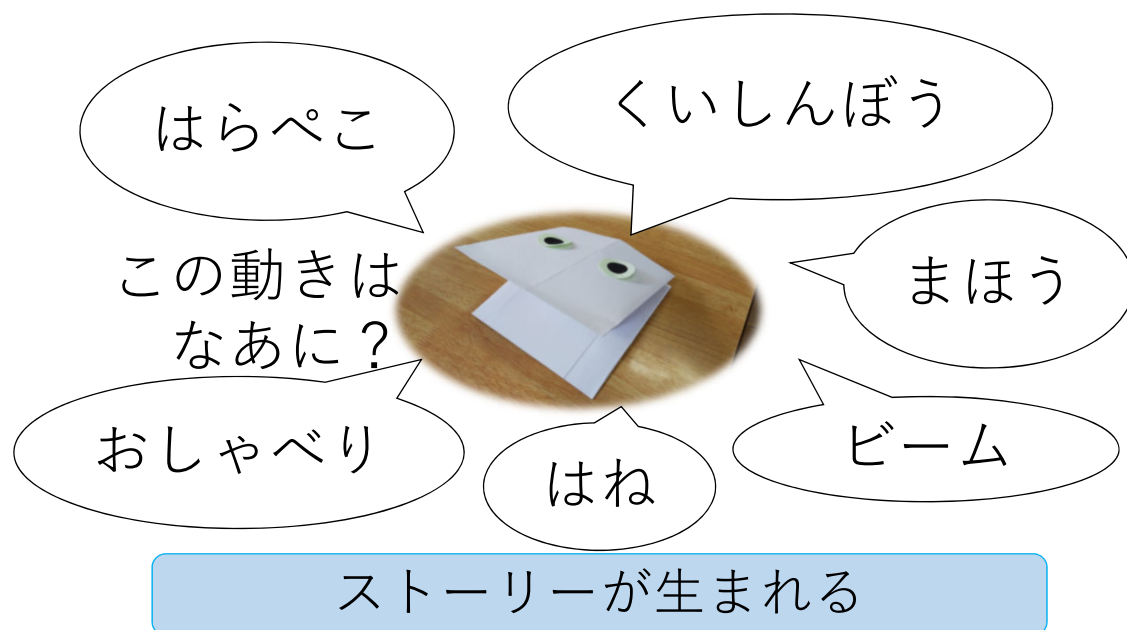 はらぺこ
くいしんぼう
まほう
この動きは
なあに？
おしゃべり
はね
ビーム
ストーリーが生まれる